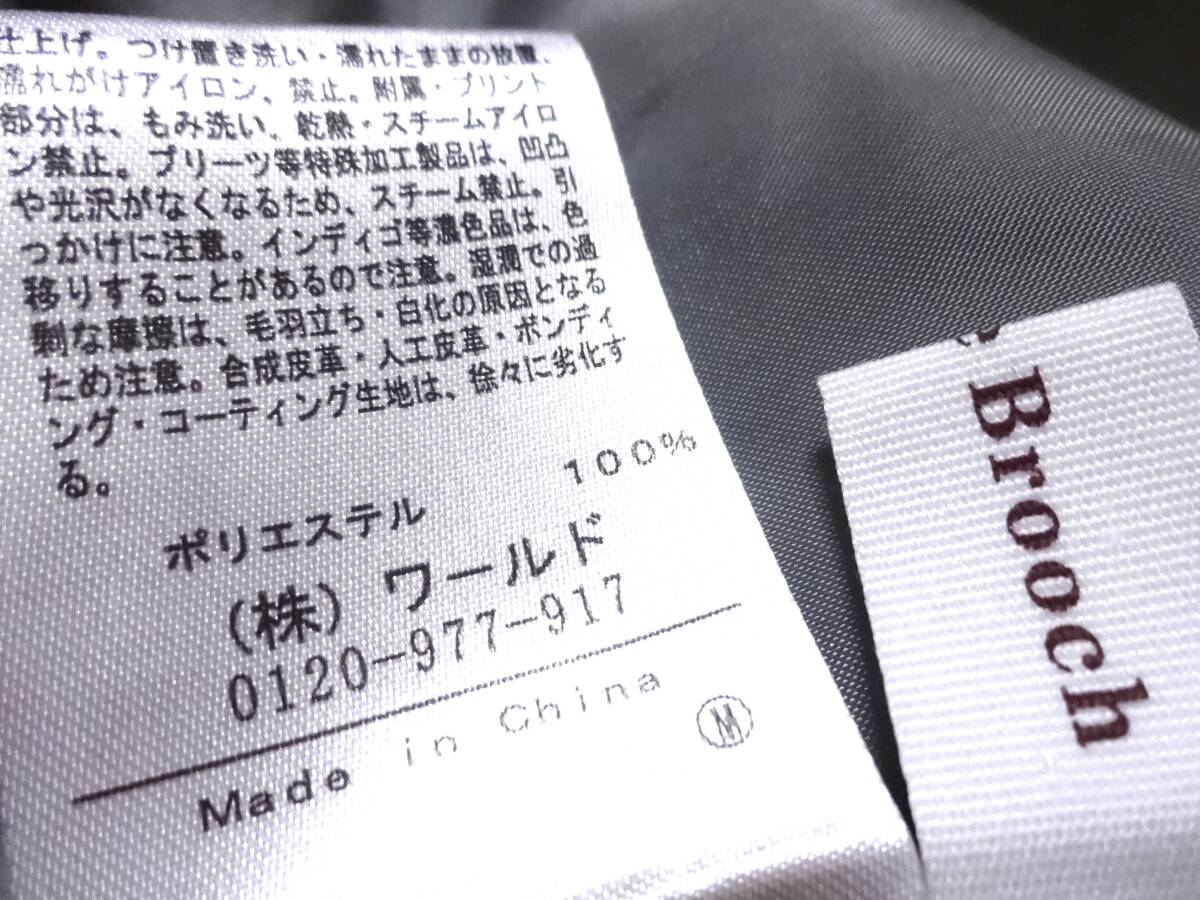 仕上げ。つけ置き洗い・濡れたままの放置、
濡れがけアイロン、禁止。附属・プリント
部分は、もみ洗い、乾熱・スチームアイロ
ン禁止。プリーツ等特殊加工製品は、凹凸
や光沢がなくなるため、スチーム禁止。引
っかけに注意。インディゴ等濃色品は、色
移りすることがあるので注意。湿潤での過
剰な摩擦は、毛羽立ち・白化の原因となる
ため注意。合成皮革・人工皮革・ボンディ
ング・コーティング生地は、徐々に劣化す
る。
ポリエステル 100%
(株) ワールド
0120-977-917
Made in China
M
Brooch